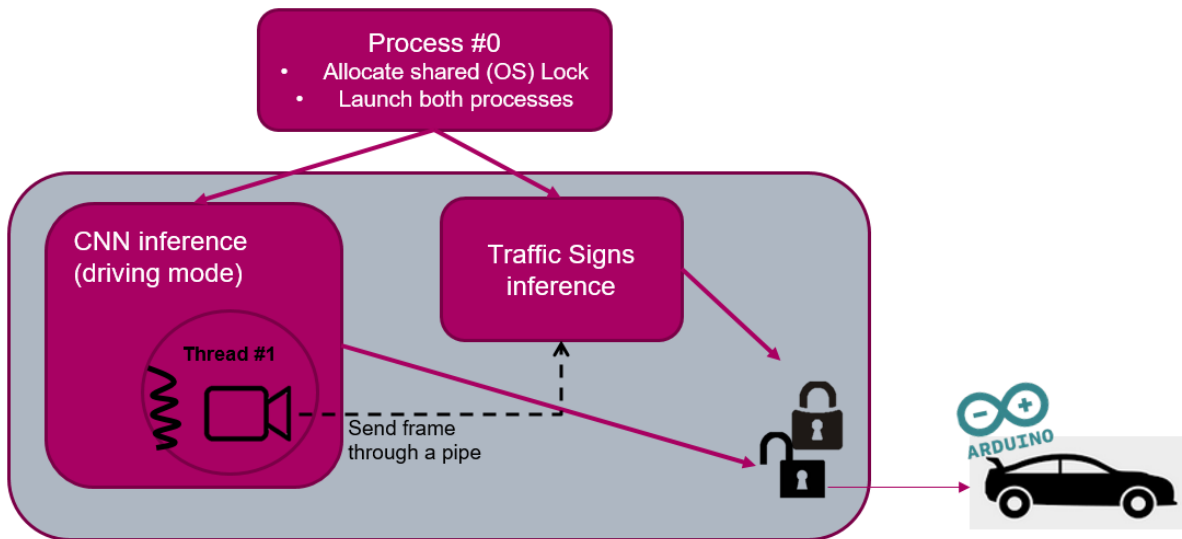 Process #0
• Allocate shared (OS) Lock
• Launch both processes
CNN inference
(driving mode)
Traffic Signs
inference
Thread #1
Send frame
through a pipe
ARDUINO